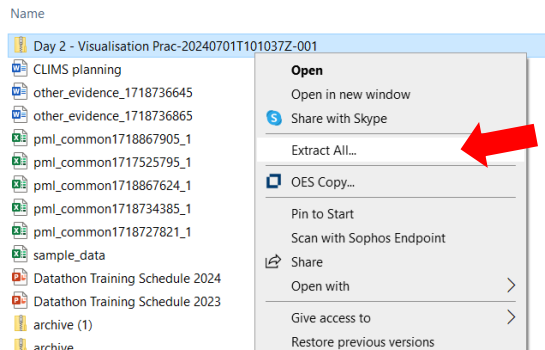 Name
Day 2 - Visualisation Prac-20240701T101037Z-001
CLIMS planning
other_evidence_1718736645
other_evidence_1718736865
pml_common1718867905_1
pml_common1717525795_1
pml_common1718867624_1
pml_common1718734385_1
pml_common1718727821_1
sample_data
Datathon Training Schedule 2024
Datathon Training Schedule 2023
archive (1)
archive
Open
Open in new window
Share with Skype
Extract All...
OES Copy...
Pin to Start
Scan with Sophos Endpoint
Share
Open with
Give access to
Restore previous versions